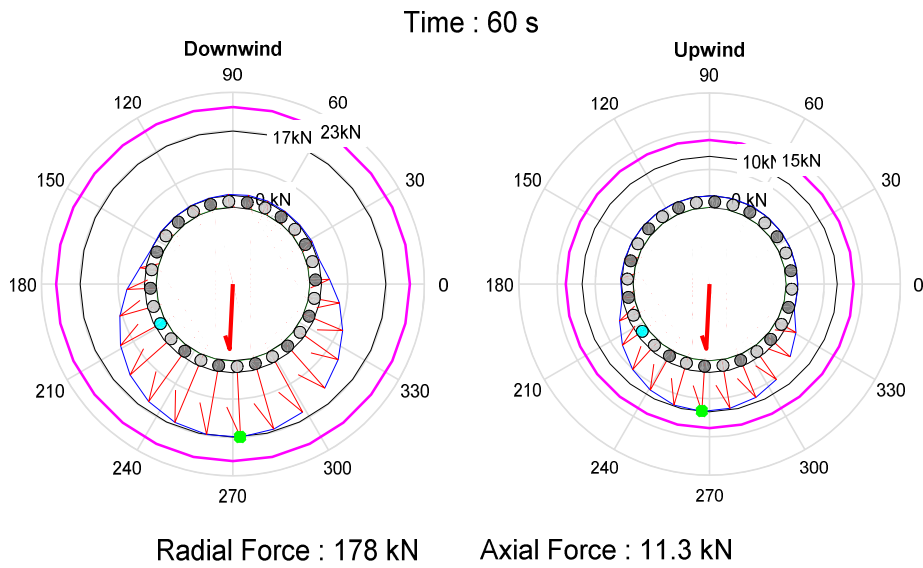 Time : 60 s
Downwind
Upwind
90
60
30
0
330
300
270
240
210
180
150
120
17kN
23kN
0 kN
90
60
30
0
330
300
270
240
210
180
150
120
10kN
15kN
0 kN
Radial Force : 178 kN
Axial Force : 11.3 kN